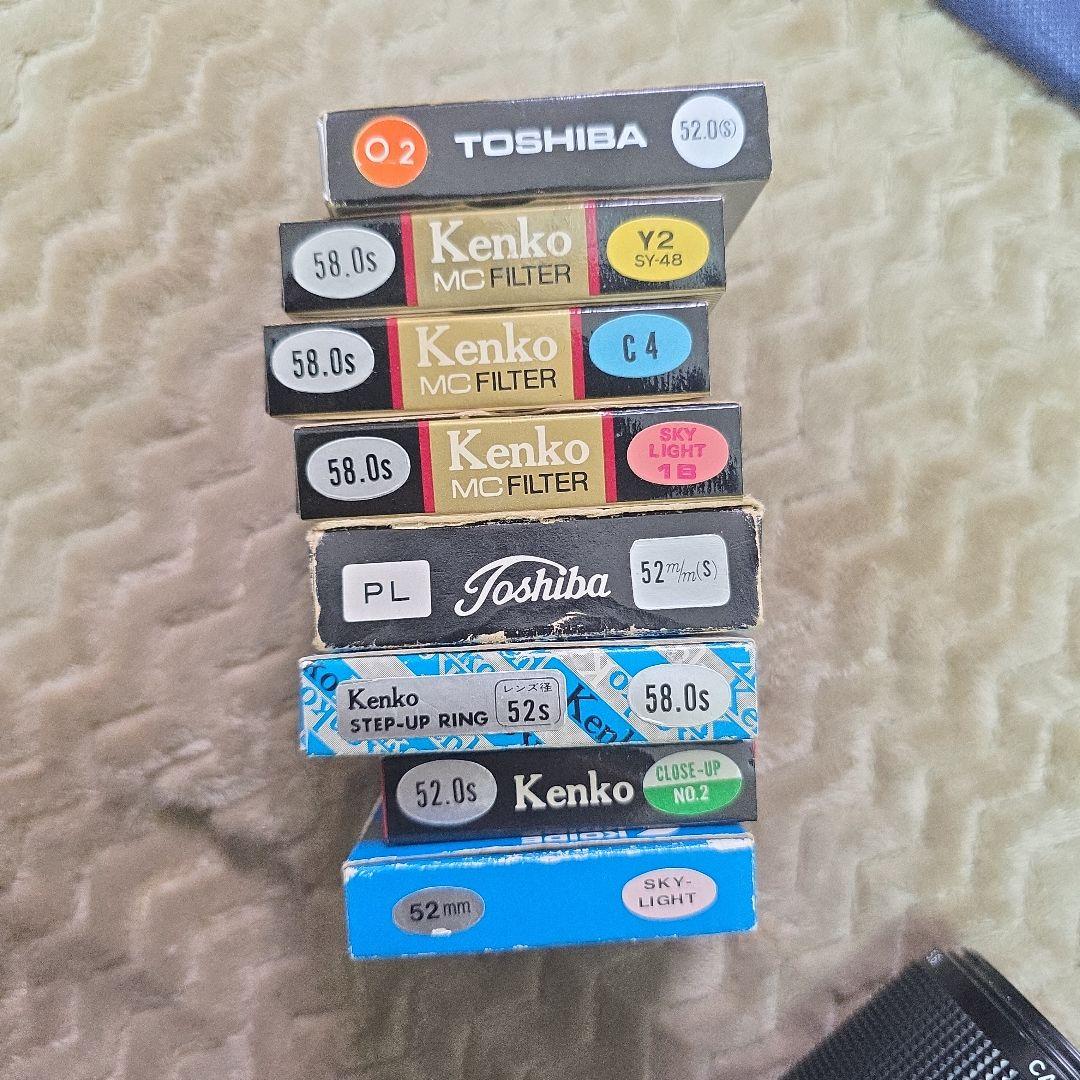 O2 TOSHIBA 52.0(S)
58.0s Kenko Y2
MC FILTER SY-48
58.0s Kenko C4
MC FILTER
58.0s Kenko SKY
MC FILTER LIGHT
1B
PL Toshiba 52m/m(S)
Kenko レンズ径 58.0s
STEP-UP RING 52s
Kenko
52.0s Kenko CLOSE-UP
NO.2
52mm SKY-
LIGHT